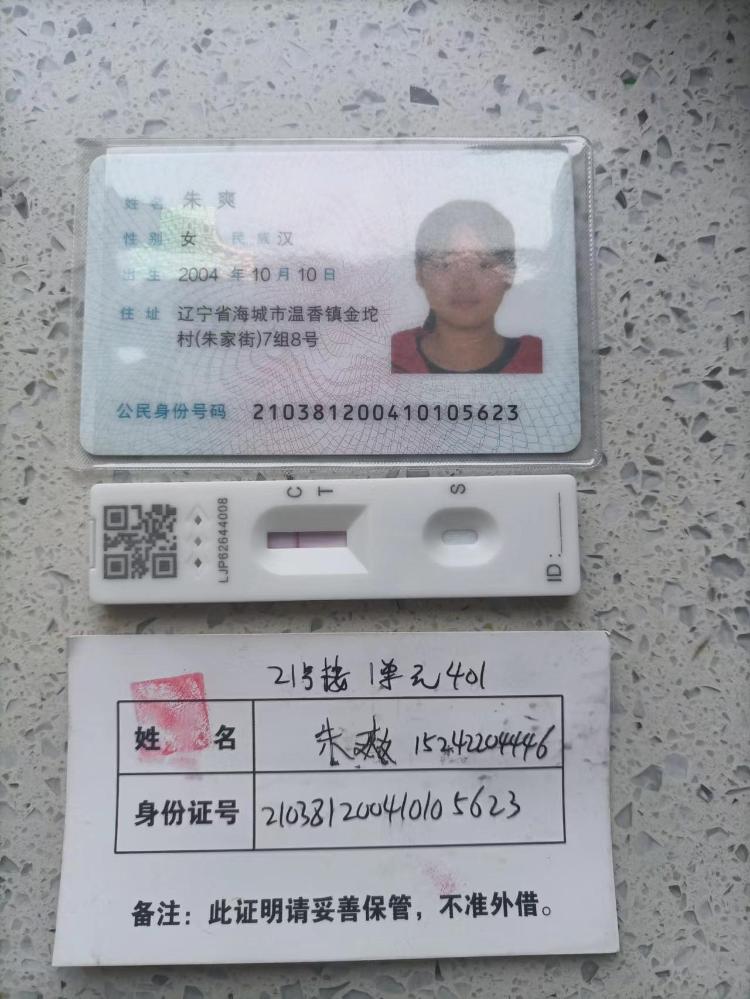 姓名 朱爽
性别 女 民族 汉
出生 2004 年 10 月 10 日
住址 辽宁省海城市温香镇金坨
村(朱家街)7组8号
公民身份号码 210381200410105623
LJP62644008
C T
S
ID:
21号楼 1单元401
姓名 朱爽 15242204446
身份证号 210381200410105623
备注：此证明请妥善保管，不准外借。